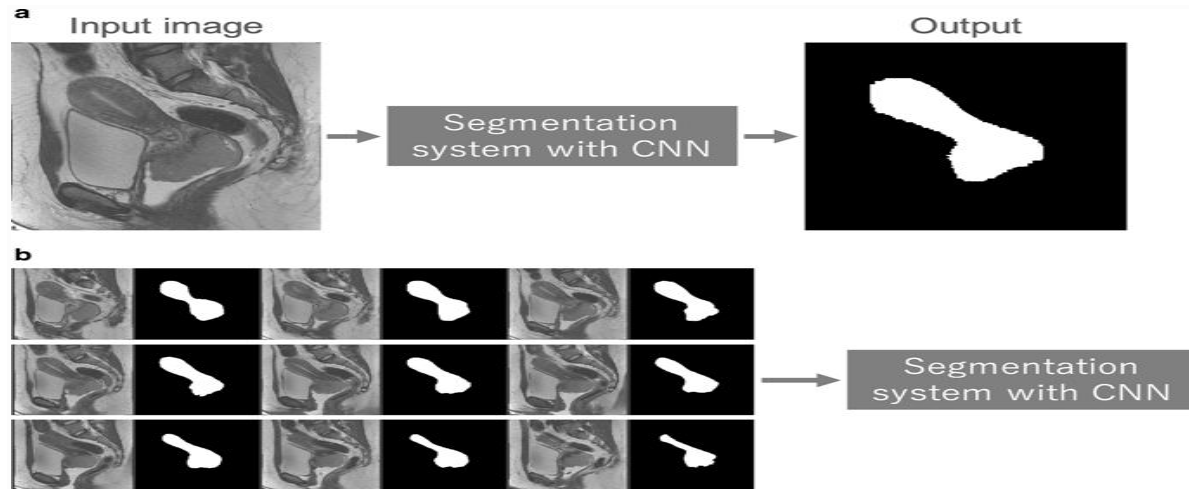 a
Input image
Output
Segmentation
system with CNN
b
Segmentation
system with CNN